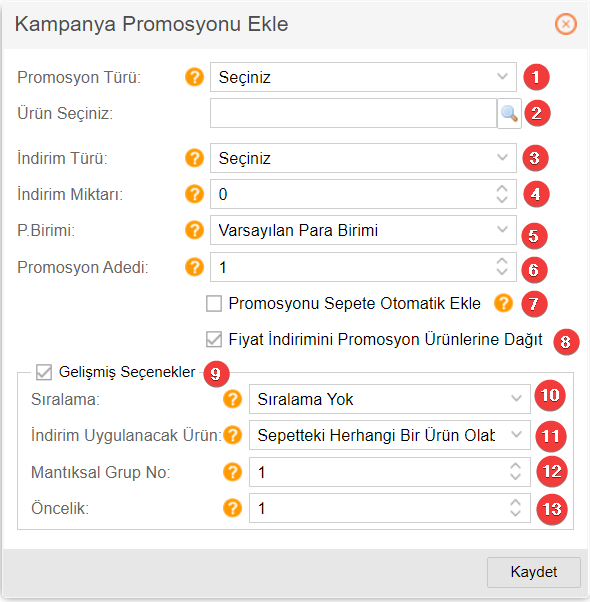 Kampanya Promosyonu Ekle
Promosyon Türü: ? Seçiniz 1
Ürün Seçiniz: 2
İndirim Türü: ? Seçiniz 3
İndirim Miktarı: ? 0 4
P.Birimi: ? Varsayılan Para Birimi 5
Promosyon Adedi: ? 1 6
Promosyonu Sepete Otomatik Ekle ? 7
Fiyat İndirimini Promosyon Ürünlerine Dağıt 8
Gelişmiş Seçenekler 9
Sıralama: ? Sıralama Yok 10
İndirim Uygulanacak Ürün: ? Sepetteki Herhangi Bir Ürün Olab 11
Mantıksal Grup No: ? 1 12
Öncelik: ? 1 13
Kaydet